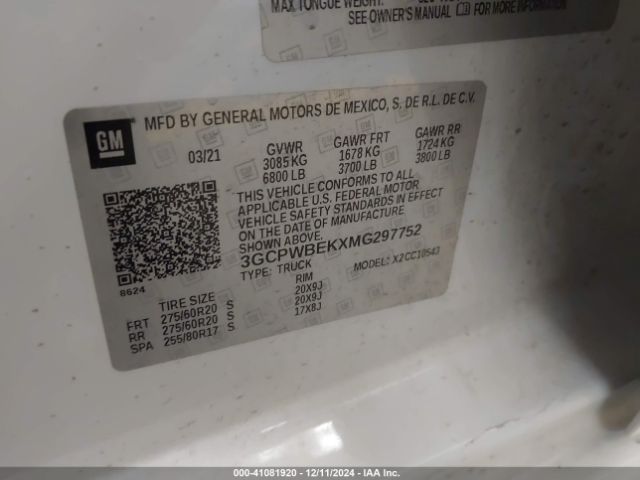 MAX TONGUE WEIGHT:
SEE OWNER'S MANUAL FOR MORE INFORMATION
GM
MFD BY GENERAL MOTORS DE MEXICO, S. DE R.L. DE C.V.
03/21 GVWR GAWR FRT GAWR RR
3085 KG 1678 KG 1724 KG
6800 LB 3700 LB 3800 LB
THIS VEHICLE CONFORMS TO ALL
APPLICABLE U.S. FEDERAL MOTOR
VEHICLE SAFETY STANDARDS IN EFFECT
ON THE DATE OF MANUFACTURE
SHOWN ABOVE.
3GCPWBEKXMG297752
TYPE: TRUCK MODEL: X2CC10543
8624
TIRE SIZE RIM
FRT 275/60R20 S 20X9J
RR 275/60R20 S 20X9J
SPA 255/80R17 S 17X8J
000-41081920 - 12/11/2024 - IAA Inc.